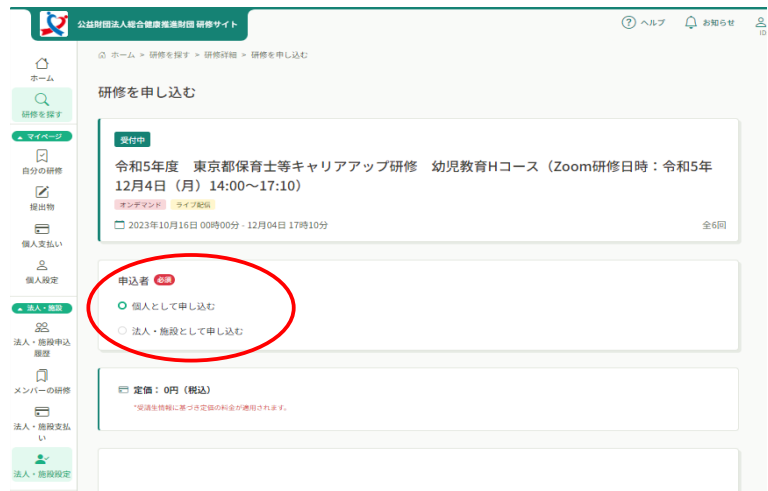 公益財団法人総合健康推進財団 研修サイト
ヘルプ
お知らせ
ID
ホーム > 研修を探す > 研修詳細 > 研修を申し込む
ホーム
研修を探す
マイページ
自分の研修
提出物
個人支払い
個人設定
法人・施設
法人・施設申込
履歴
メンバーの研修
法人・施設支払
い
法人・施設設定
研修を申し込む
受付中
令和5年度　東京都保育士等キャリアアップ研修　幼児教育Hコース（Zoom研修日時：令和5年
12月4日（月）14:00～17:10）
オンデマンド ライブ配信
2023年10月16日 00時00分 - 12月04日 17時10分
全6回
申込者 必須
個人として申し込む
法人・施設として申し込む
定価： 0円（税込）
*受講生情報に基づき定価の料金が適用されます。